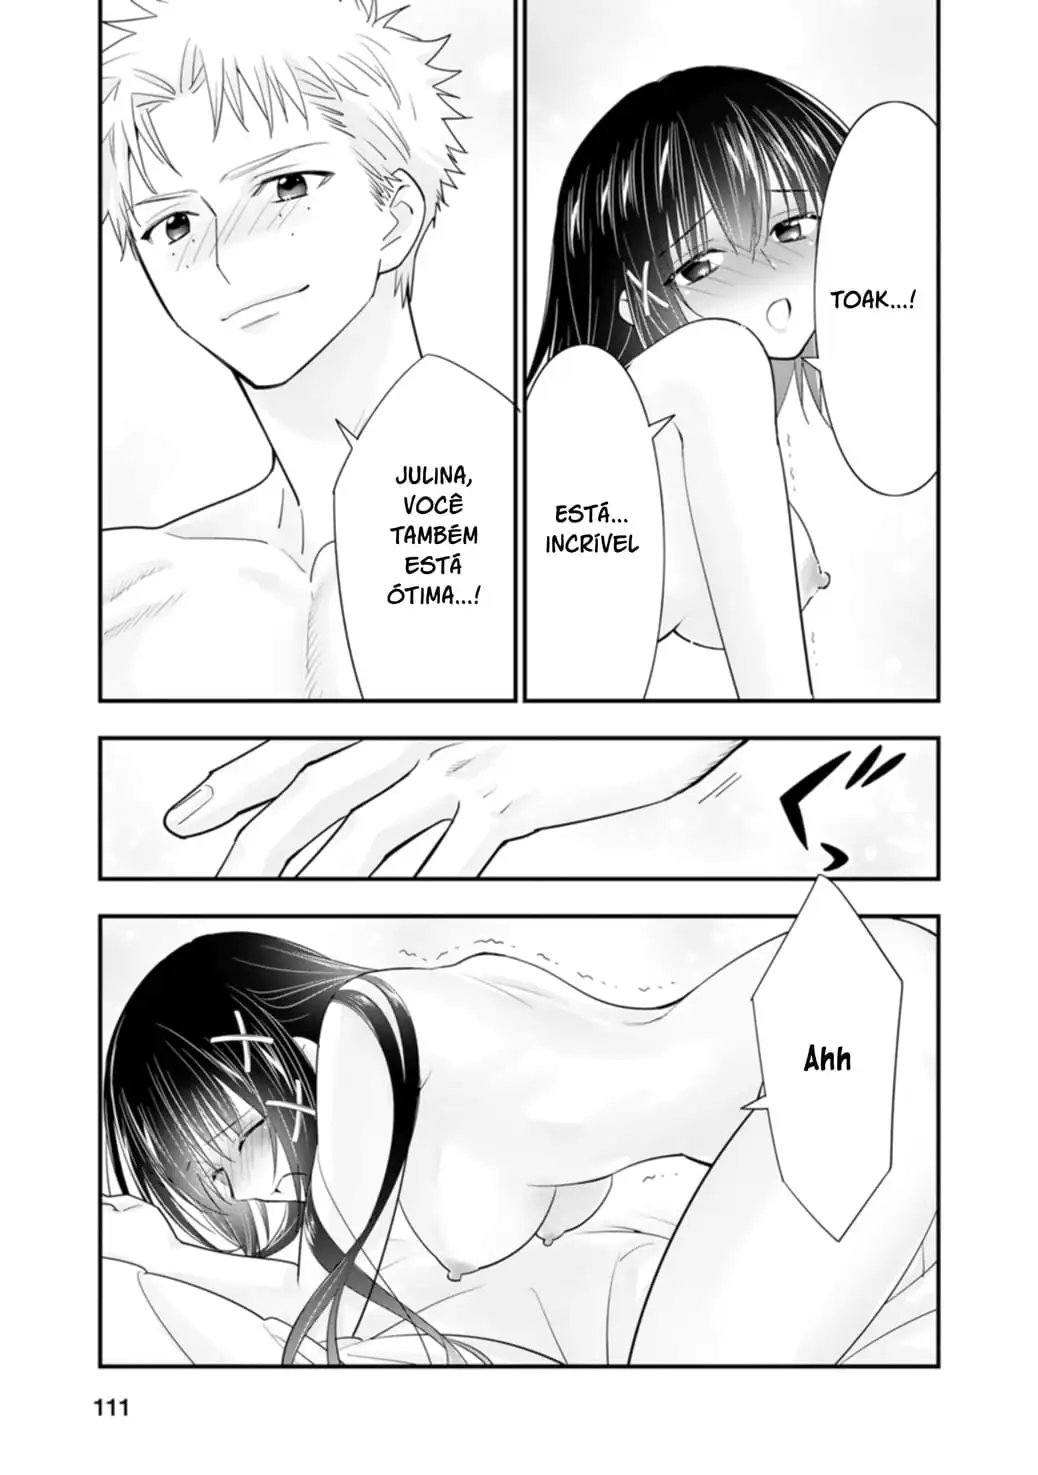 TOAK...!
ESTÁ...
INCRÍVEL
JULINA,
VOCÊ
TAMBÉM
ESTÁ
ÓTIMA...!
Ahh
111